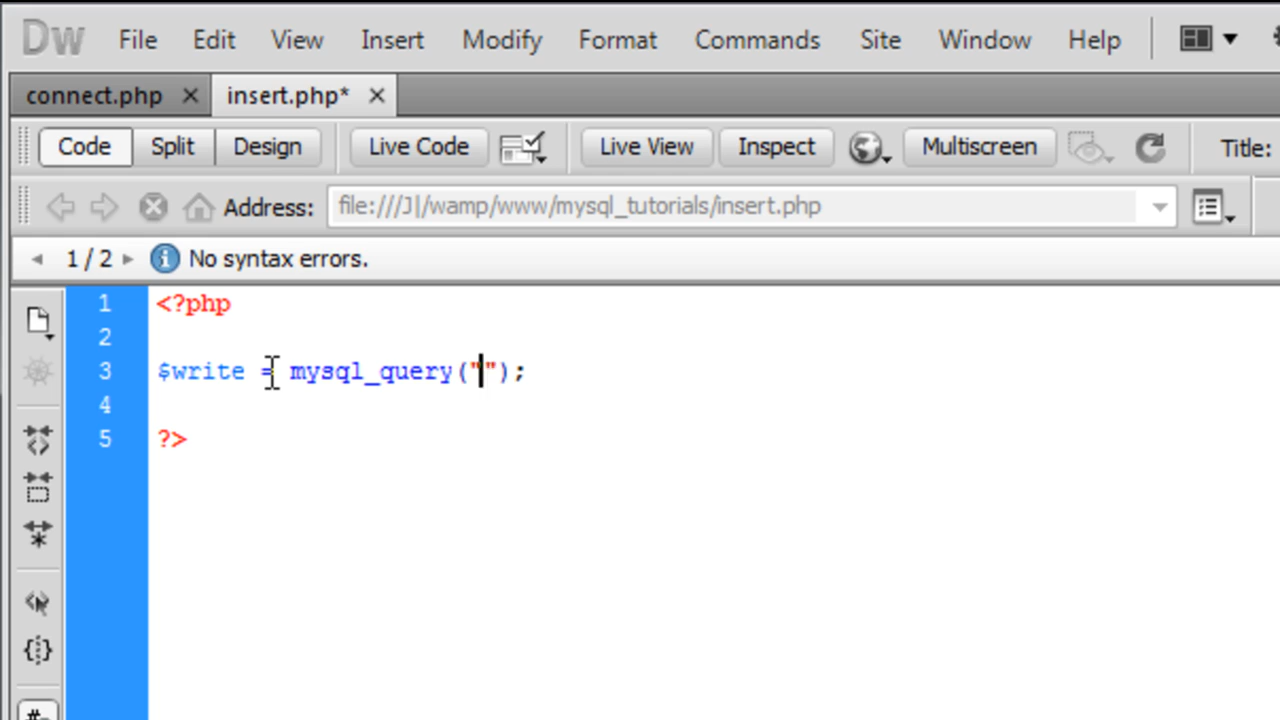 Dw File Edit View Insert Modify Format Commands Site Window Help
connect.php insert.php*
Code Split Design Live Code Live View Inspect Multiscreen Title:
Address: file:///J|/wamp/www/mysql_tutorials/insert.php
1 / 2 No syntax errors.
1 <?php
2
3 $write = mysql_query("");
4
5 ?>